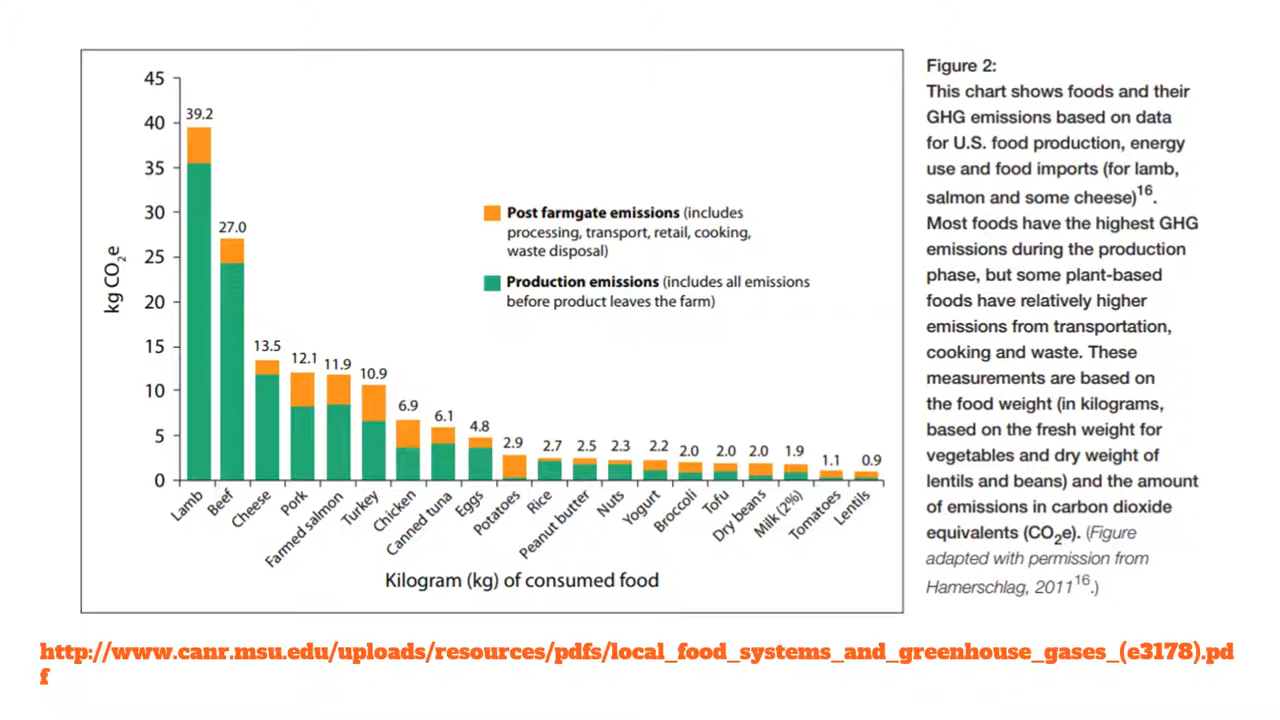 45
40
35
30
25
20
15
10
5
0
kg CO2e
39.2
27.0
13.5
12.1
11.9
10.9
6.9
6.1
4.8
2.9
2.7
2.5
2.3
2.2
2.0
2.0
2.0
1.9
1.1
0.9
Post farmgate emissions (includes
processing, transport, retail, cooking,
waste disposal)
Production emissions (includes all emissions
before product leaves the farm)
Lamb
Beef
Cheese
Pork
Farmed salmon
Turkey
Chicken
Canned tuna
Eggs
Potatoes
Rice
Peanut butter
Nuts
Yogurt
Broccoli
Tofu
Dry beans
Milk (2%)
Tomatoes
Lentils
Kilogram (kg) of consumed food
Figure 2:
This chart shows foods and their
GHG emissions based on data
for U.S. food production, energy
use and food imports (for lamb,
salmon and some cheese)16.
Most foods have the highest GHG
emissions during the production
phase, but some plant-based
foods have relatively higher
emissions from transportation,
cooking and waste. These
measurements are based on
the food weight (in kilograms,
based on the fresh weight for
vegetables and dry weight of
lentils and beans) and the amount
of emissions in carbon dioxide
equivalents (CO2e). (Figure
adapted with permission from
Hamerschlag, 201116.)
http://www.canr.msu.edu/uploads/resources/pdfs/local_food_systems_and_greenhouse_gases_(e3178).pd
f